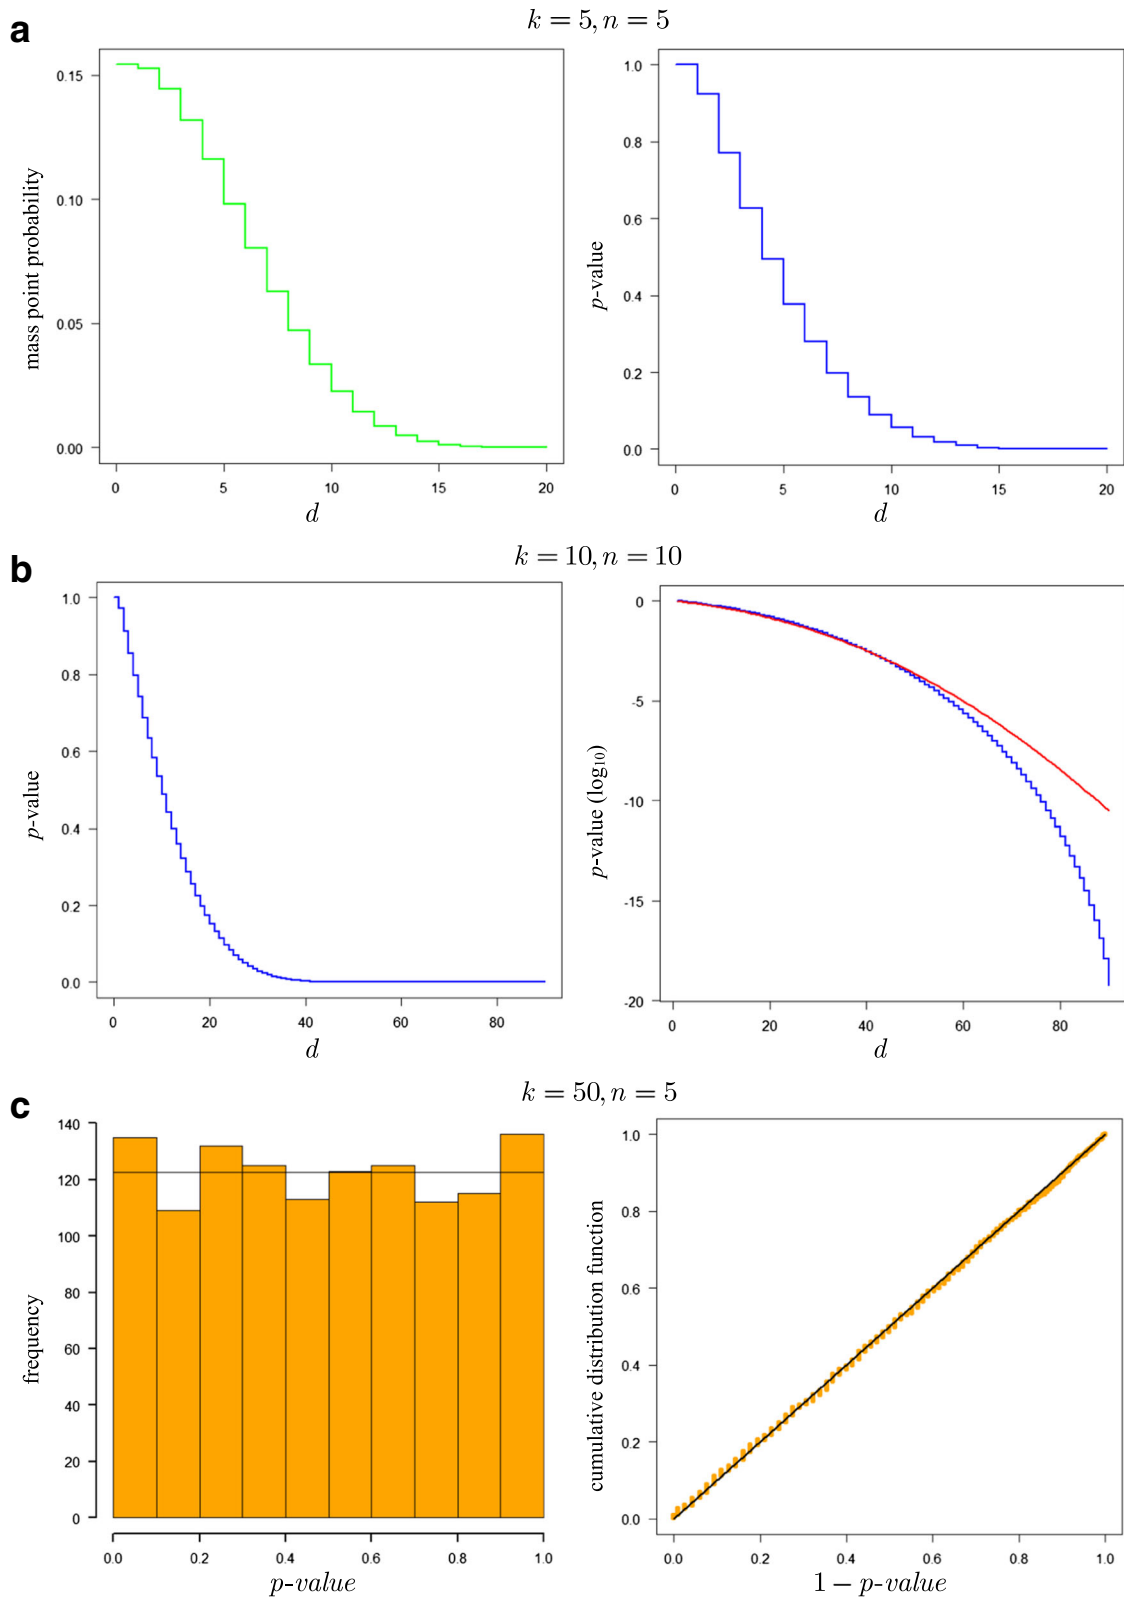 a
k = 5, n = 5
mass point probability
0.15
0.10
0.05
0.00
0 5 10 15 20
d
p-value
1.0
0.8
0.6
0.4
0.2
0.0
0 5 10 15 20
d
b
k = 10, n = 10
p-value
1.0
0.8
0.6
0.4
0.2
0.0
0 20 40 60 80
d
p-value (log10)
0
-5
-10
-15
-20
0 20 40 60 80
d
c
k = 50, n = 5
frequency
140
120
100
80
60
40
20
0
0.0 0.2 0.4 0.6 0.8 1.0
p-value
cumulative distribution function
1.0
0.8
0.6
0.4
0.2
0.0
0.0 0.2 0.4 0.6 0.8 1.0
1 − p-value